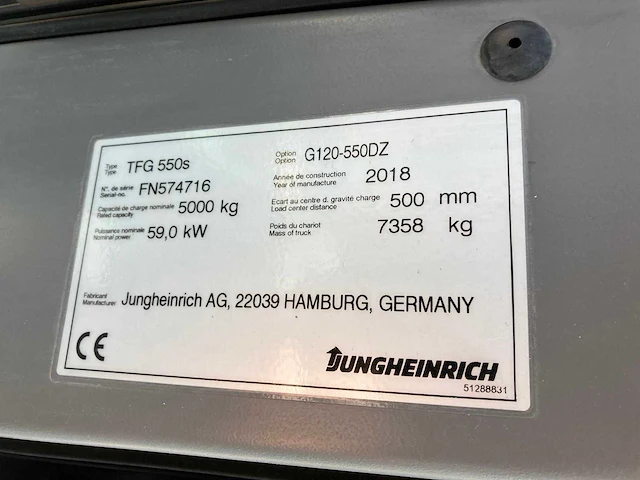 Type
Type TFG 550s
Option
Option G120-550DZ
N°. de série
Serial-no. FN574716
Année de construction
Year of manufacture 2018
Capacité de charge nominale
Rated capacity 5000 kg
Ecart au centre d. gravité charge
Load center distance 500 mm
Puissance nominale
Nominal power 59,0 kW
Poids du chariot
Mass of truck 7358 kg
Fabricant
Manufacturer Jungheinrich AG, 22039 HAMBURG, GERMANY
CE
JUNGHEINRICH
51288831